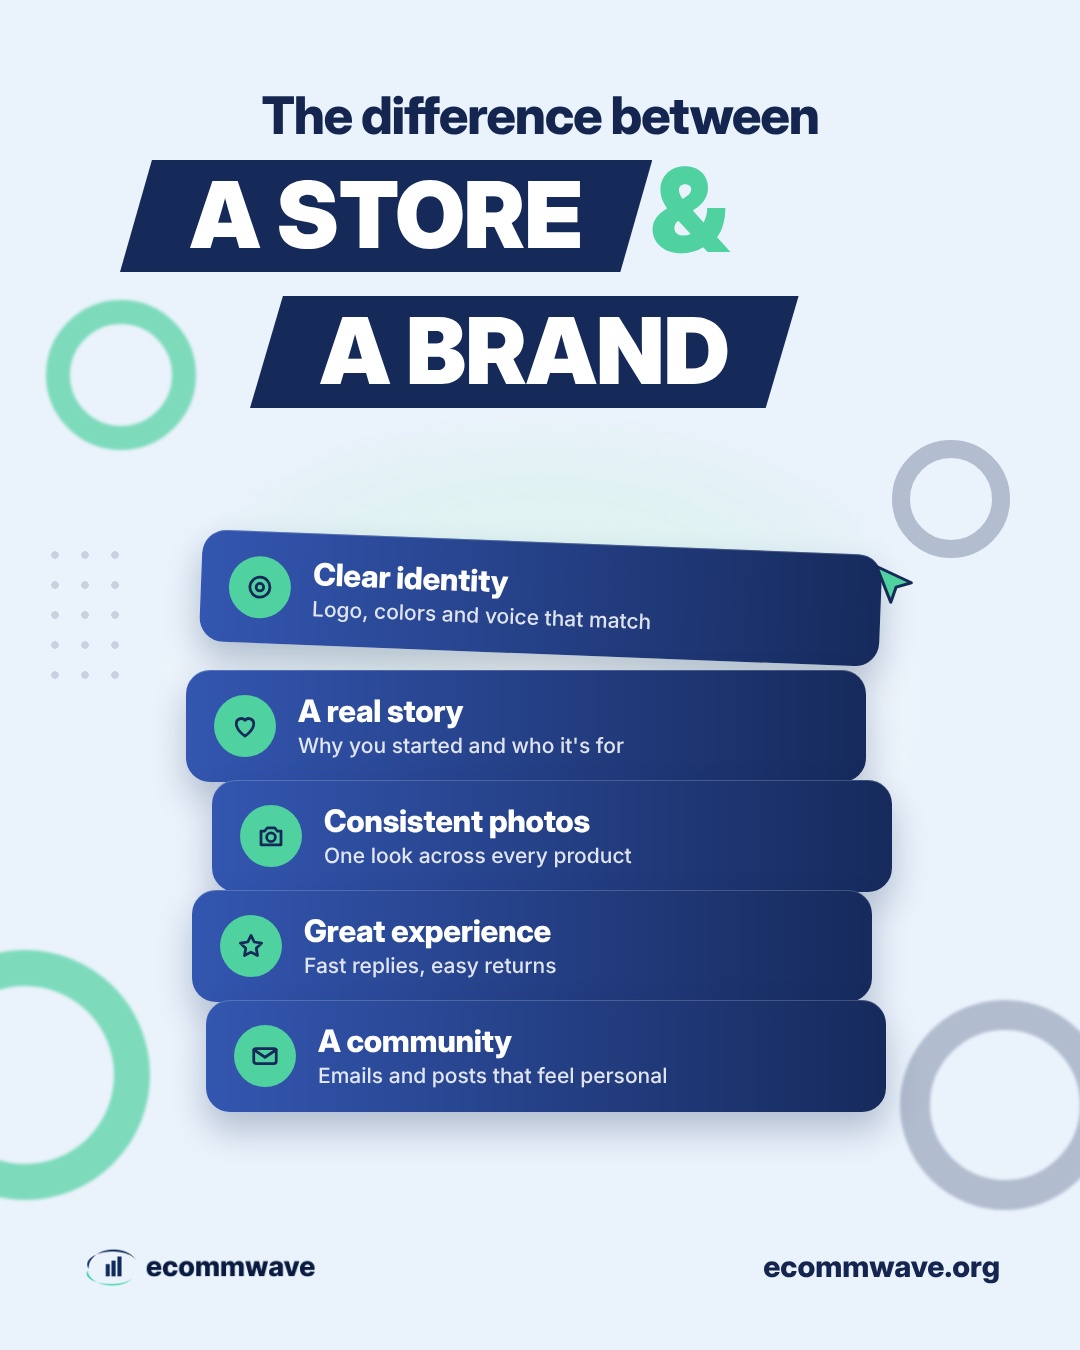 The difference between
A STORE &
A BRAND
Clear identity
Logo, colors and voice that match
A real story
Why you started and who it's for
Consistent photos
One look across every product
Great experience
Fast replies, easy returns
A community
Emails and posts that feel personal
ecommwave
ecommwave.org